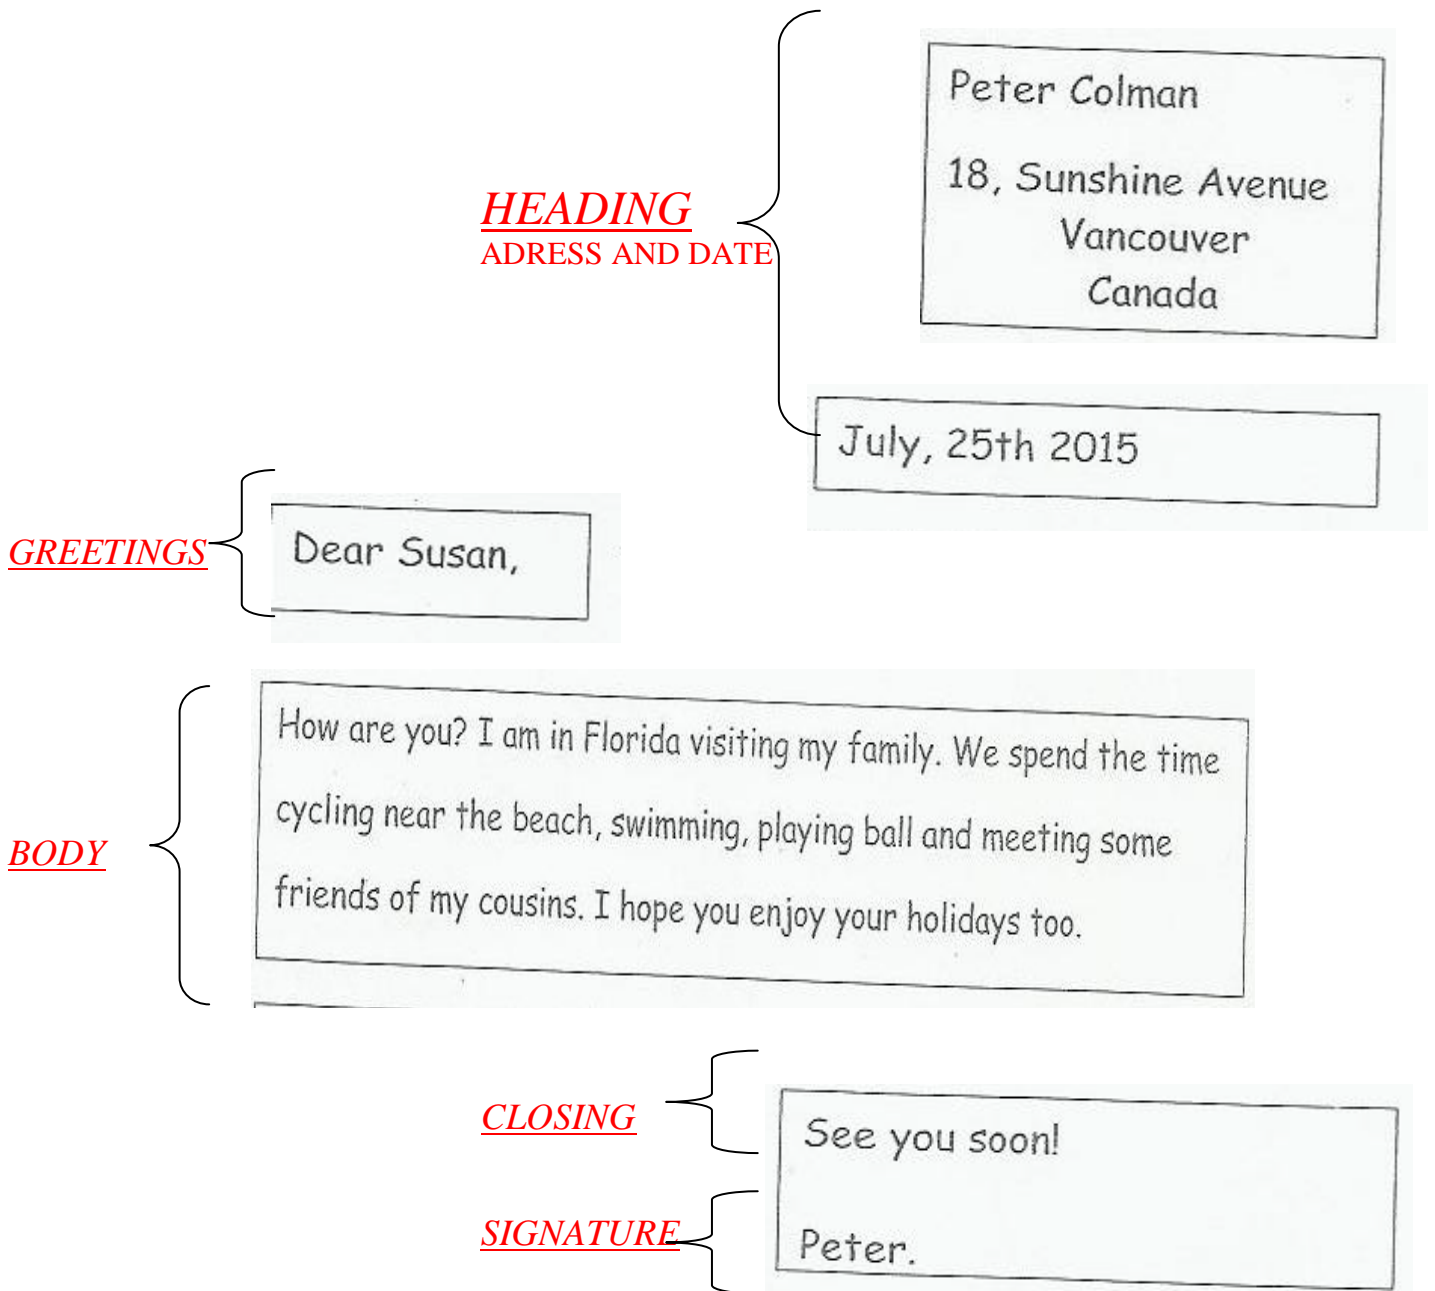 Peter Colman
18, Sunshine Avenue
Vancouver
Canada
HEADING
ADRESS AND DATE
July, 25th 2015
GREETINGS
Dear Susan,
How are you? I am in Florida visiting my family. We spend the time
cycling near the beach, swimming, playing ball and meeting some
friends of my cousins. I hope you enjoy your holidays too.
BODY
CLOSING
See you soon!
SIGNATURE
Peter.